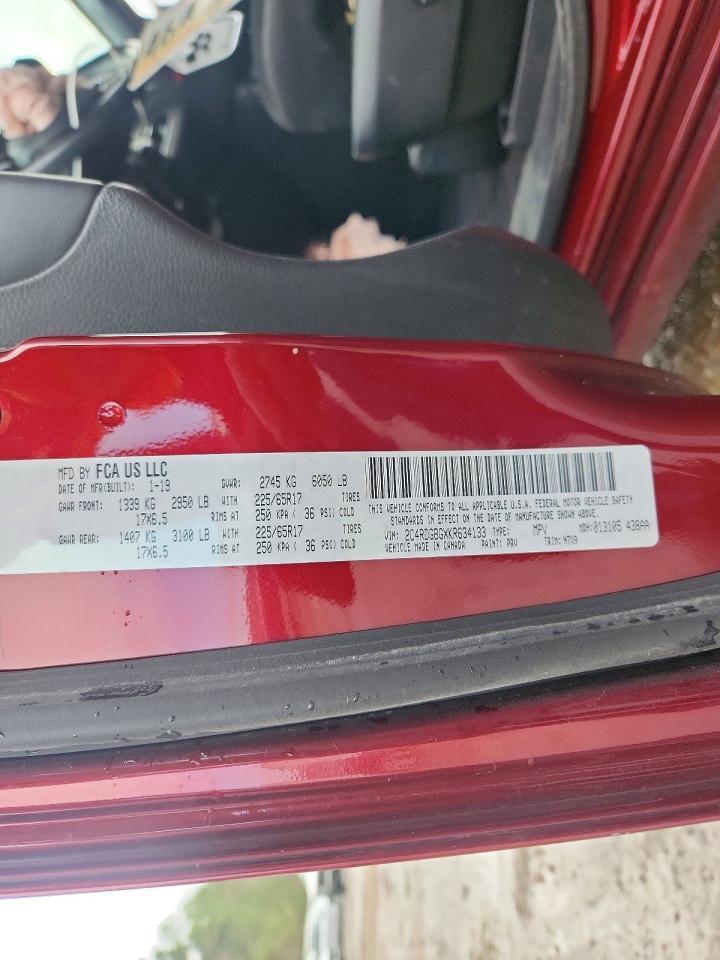 MFD BY FCA US LLC
DATE OF MFR(BUILT): 1-19 GVWR: 2745 KG 6050 LB
GAWR FRONT: 1339 KG 2950 LB WITH 225/65R17 TIRES
17X6.5 RIMS AT 250 KPA ( 36 PSI) COLD
GAWR REAR: 1407 KG 3100 LB WITH 225/65R17 TIRES
17X6.5 RIMS AT 250 KPA ( 36 PSI) COLD
THIS VEHICLE CONFORMS TO ALL APPLICABLE U.S.A. FEDERAL MOTOR VEHICLE SAFETY
STANDARDS IN EFFECT ON THE DATE OF MANUFACTURE SHOWN ABOVE.
VIN: 2C4RDGBGXKR634133 TYPE: MPV MDH: 013105 438AA
VEHICLE MADE IN CANADA PAINT: PRV TRIM: N7X9